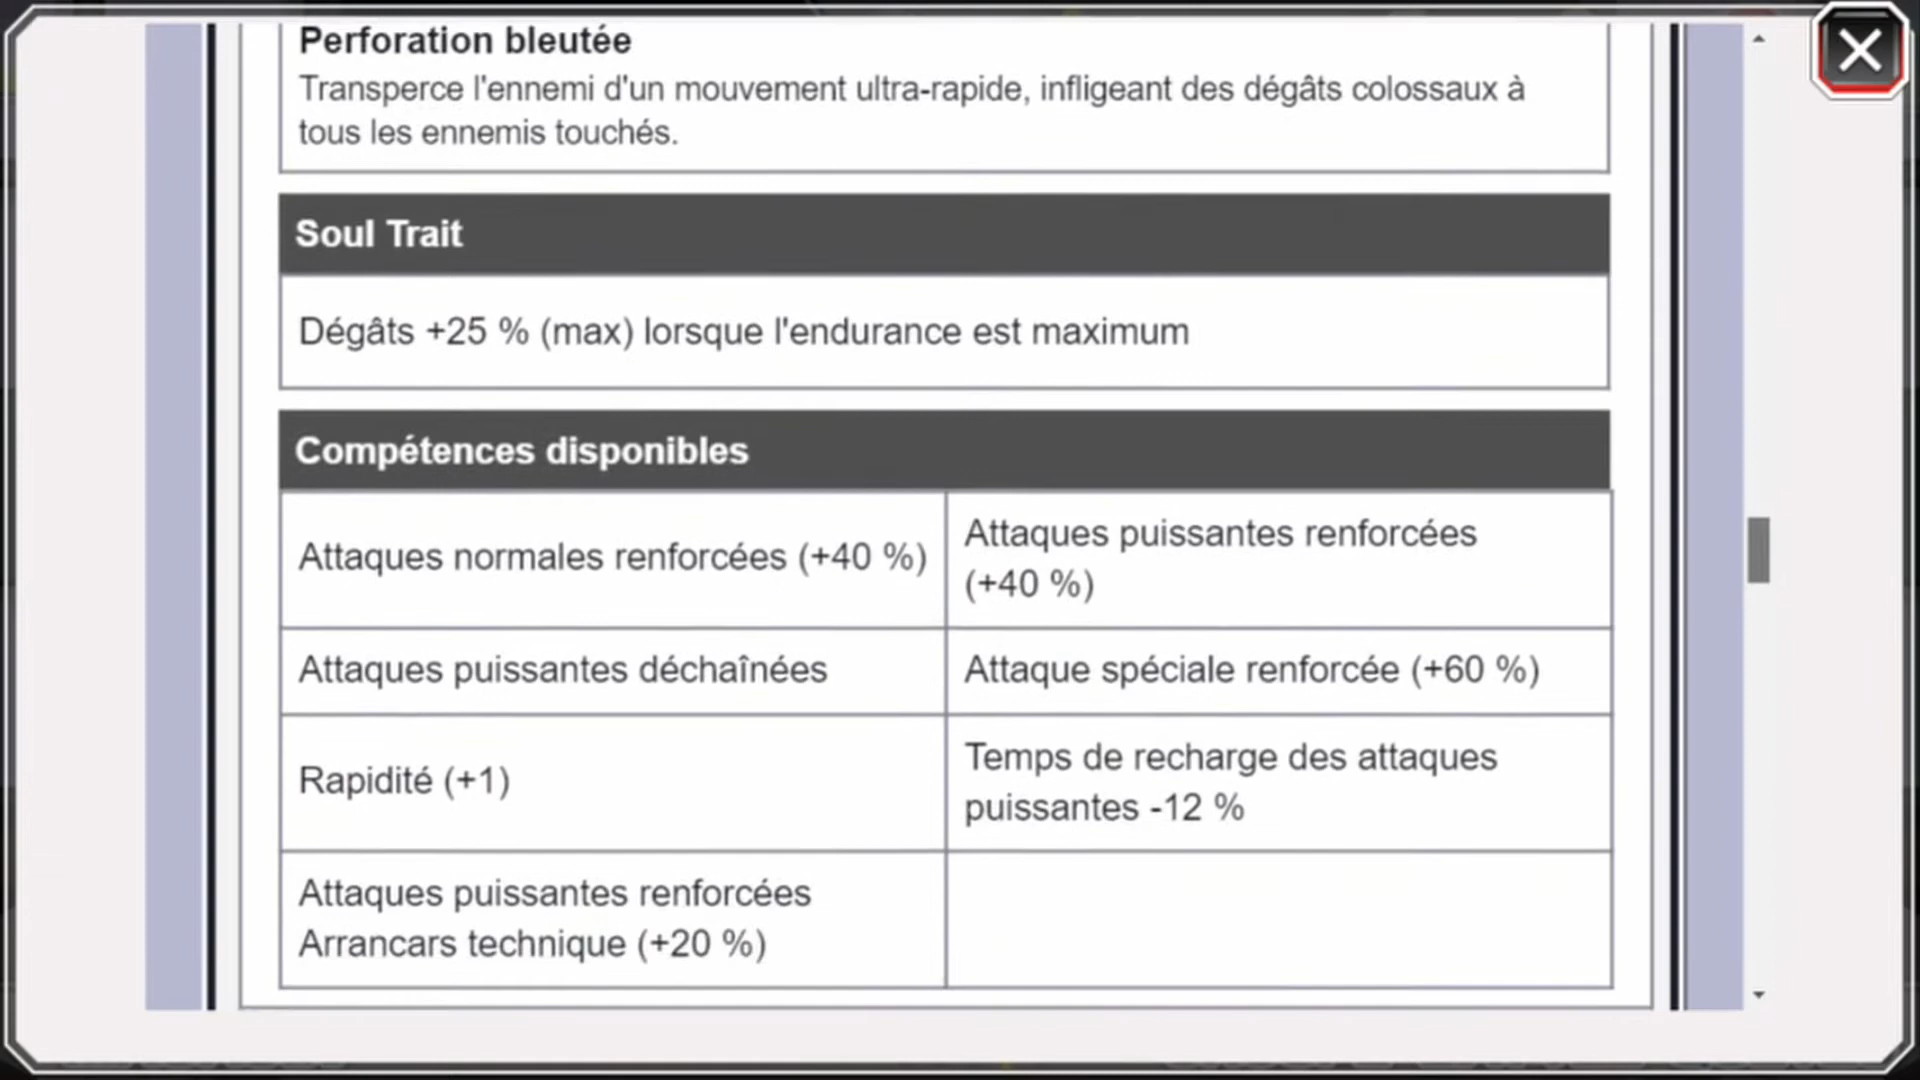 Perforation bleutée
Transperce l'ennemi d'un mouvement ultra-rapide, infligeant des dégâts colossaux à
tous les ennemis touchés.
Soul Trait
Dégâts +25 % (max) lorsque l'endurance est maximum
Compétences disponibles
Attaques normales renforcées (+40 %)
Attaques puissantes renforcées
(+40 %)
Attaques puissantes déchaînées
Attaque spéciale renforcée (+60 %)
Rapidité (+1)
Temps de recharge des attaques
puissantes -12 %
Attaques puissantes renforcées
Arrancars technique (+20 %)